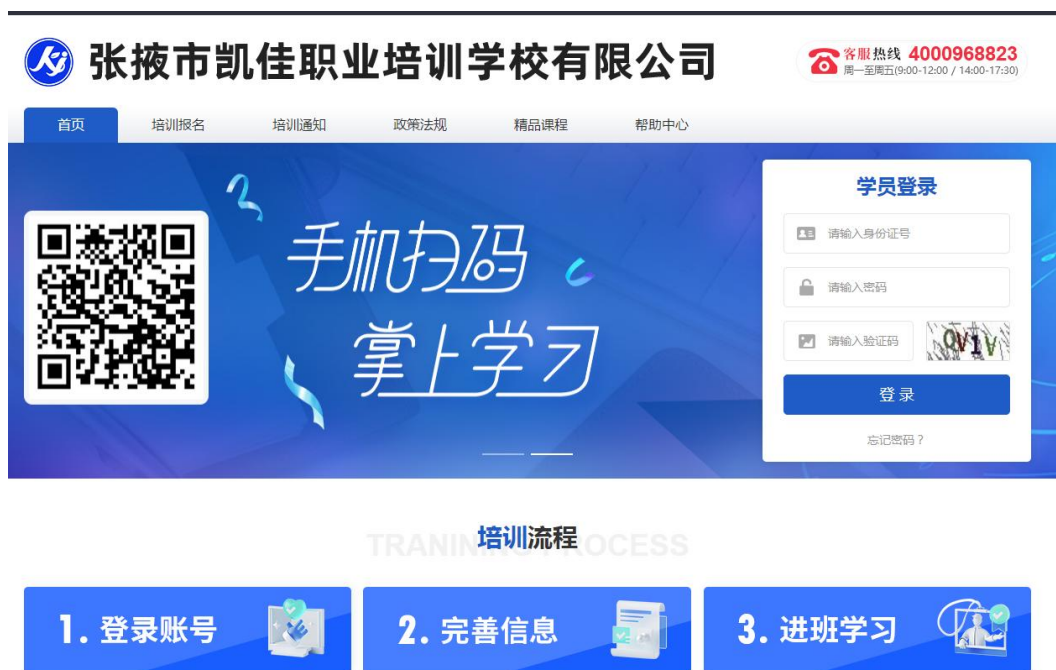 张掖市凯佳职业培训学校有限公司
客服热线 4000968823
周一至周五(9:00-12:00 / 14:00-17:30)
首页 培训报名 培训通知 政策法规 精品课程 帮助中心
手机扫码
掌上学习
学员登录
请输入身份证号
请输入密码
请输入验证码
QV1V
登 录
忘记密码？
TRANINING PROCESS
培训流程
1. 登录账号
2. 完善信息
3. 进班学习